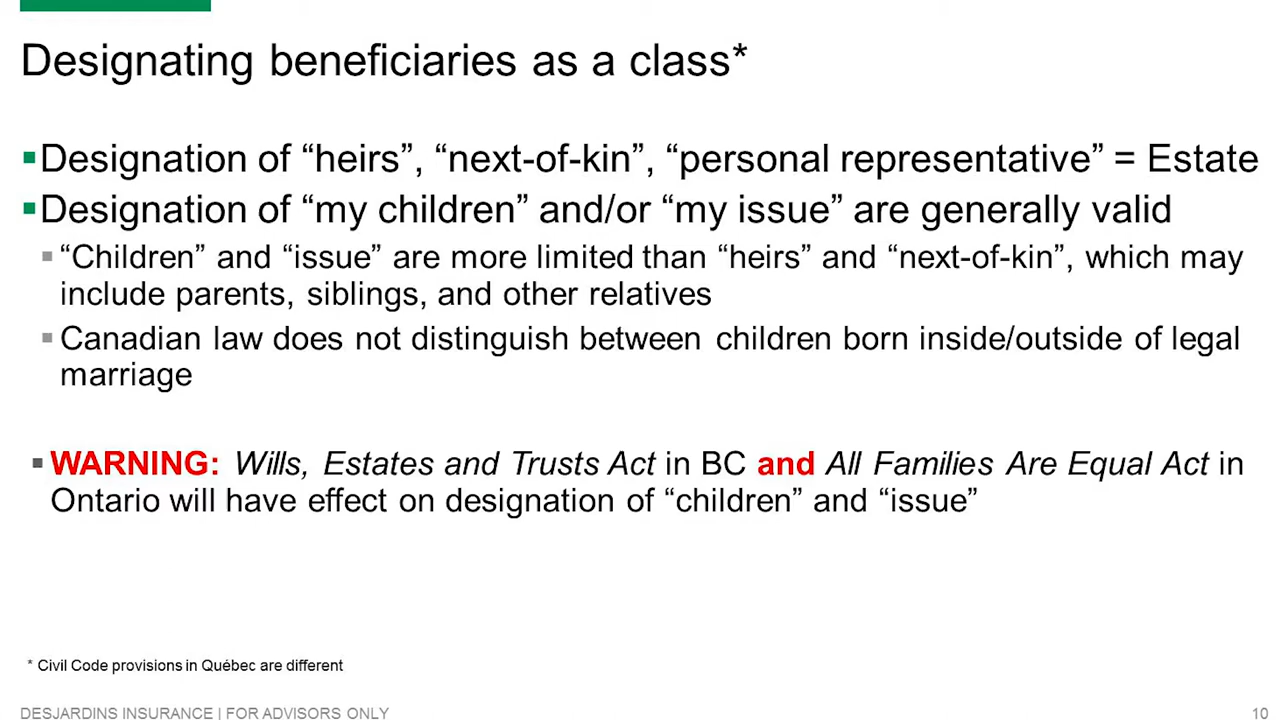 Designating beneficiaries as a class*
▪Designation of “heirs”, “next-of-kin”, “personal representative” = Estate
▪Designation of “my children” and/or “my issue” are generally valid
▪“Children” and “issue” are more limited than “heirs” and “next-of-kin”, which may
include parents, siblings, and other relatives
▪Canadian law does not distinguish between children born inside/outside of legal
marriage
▪WARNING: Wills, Estates and Trusts Act in BC and All Families Are Equal Act in
Ontario will have effect on designation of “children” and “issue”
* Civil Code provisions in Québec are different
DESJARDINS INSURANCE | FOR ADVISORS ONLY
10